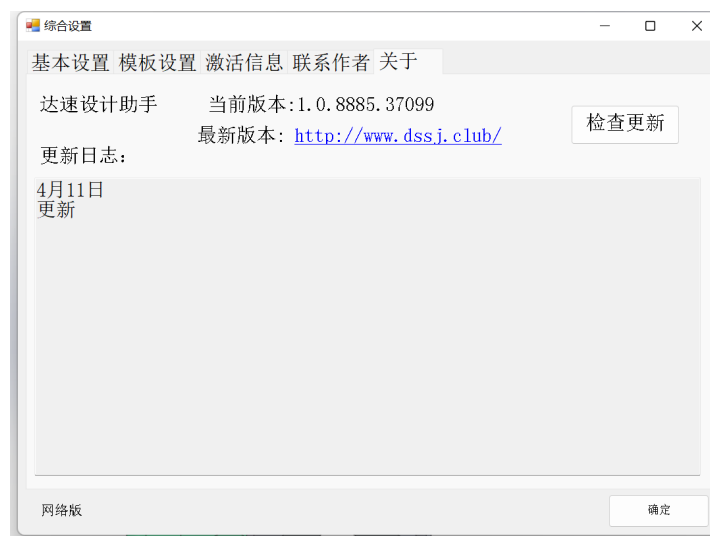 综合设置
基本设置 模板设置 激活信息 联系作者 关于
达速设计助手 当前版本:1.0.8885.37099
最新版本: http://www.dssj.club/
检查更新
更新日志:
4月11日
更新
网络版
确定